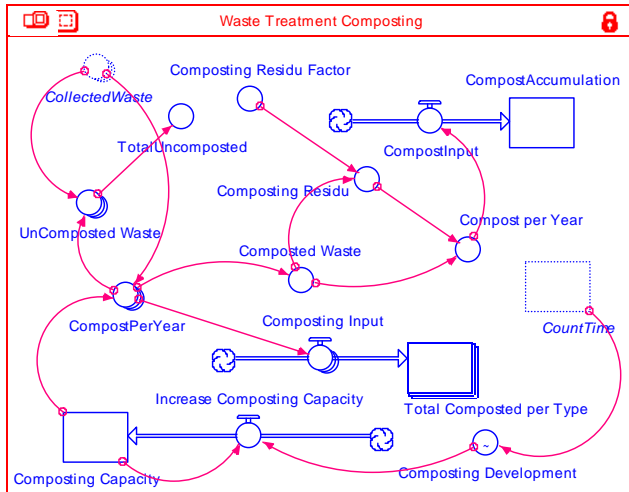 Waste Treatment Composting
Composting Residu Factor
CompostAccumulation
CollectedWaste
TotalUncomposted
CompostInput
Composting Residu
Compost per Year
UnComposted Waste
Composted Waste
CompostPerYear
Composting Input
CountTime
Increase Composting Capacity
Total Composted per Type
~
Composting Capacity
Composting Development